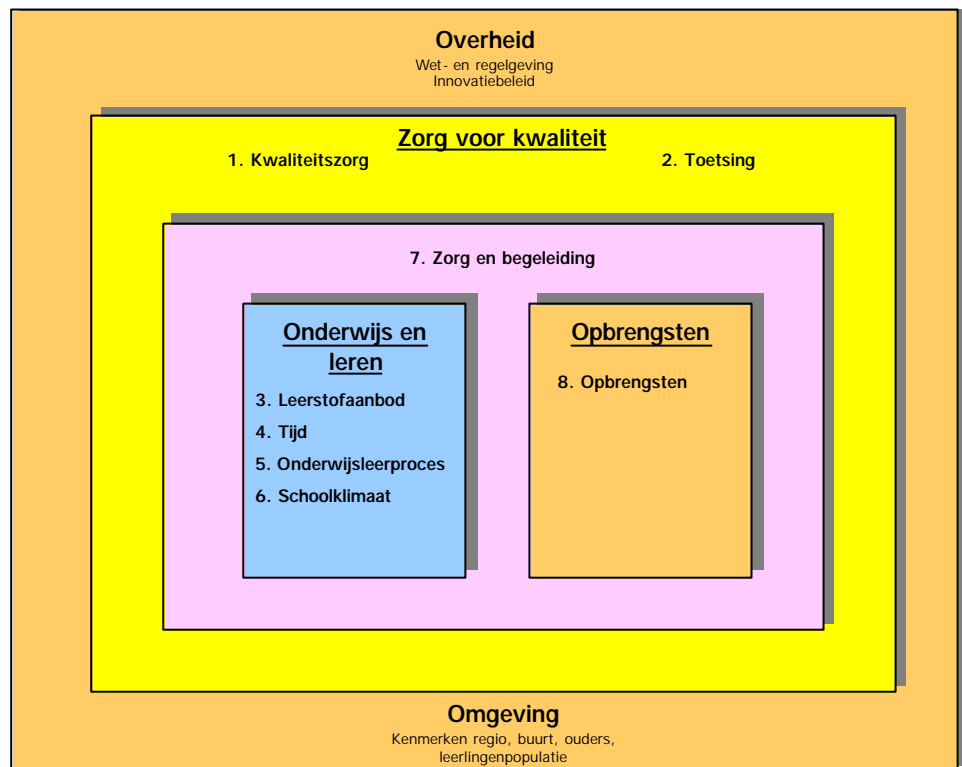 Overheid
Wet- en regelgeving
Innovatiebeleid
Zorg voor kwaliteit
1. Kwaliteitszorg
2. Toetsing
7. Zorg en begeleiding
Onderwijs en
leren
3. Leerstofaanbod
4. Tijd
5. Onderwijsleerproces
6. Schoolklimaat
Opbrengsten
8. Opbrengsten
Omgeving
Kenmerken regio, buurt, ouders,
leerlingenpopulatie